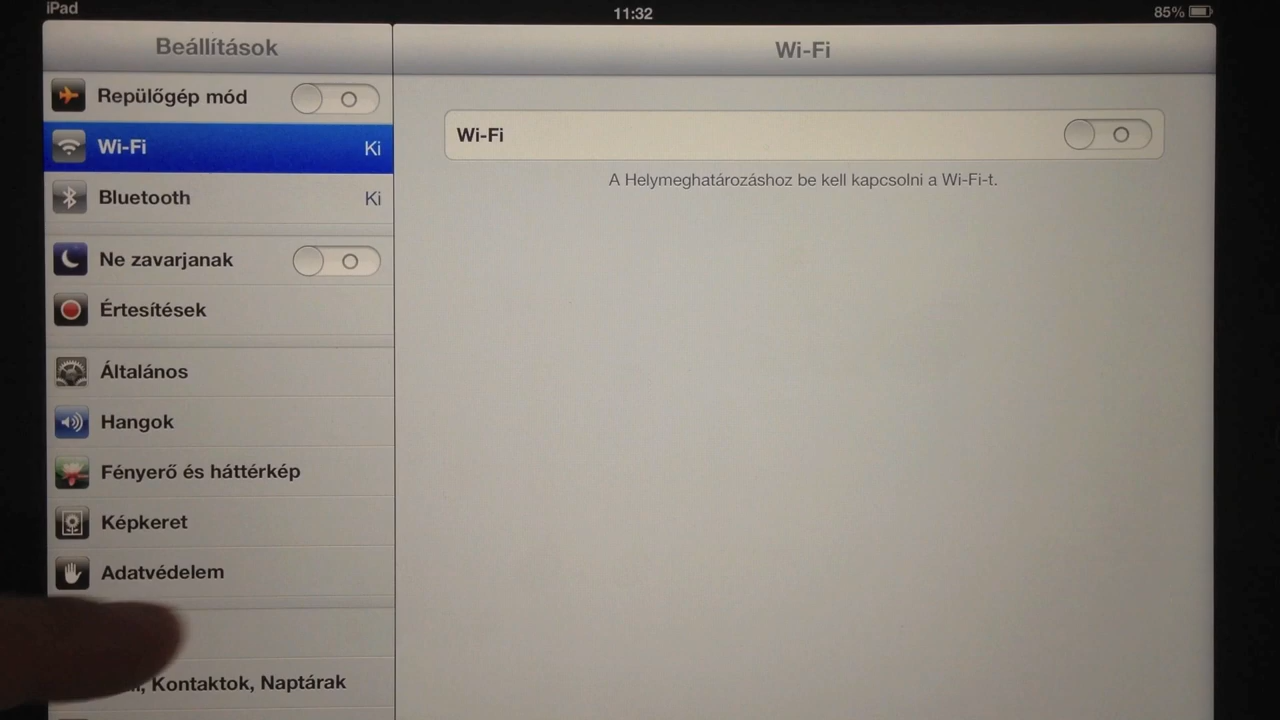 iPad 11:32 85%
Beállítások
Repülőgép mód
Wi-Fi Ki
Bluetooth Ki
Ne zavarjanak
Értesítések
Általános
Hangok
Fényerő és háttérkép
Képkeret
Adatvédelem
Kontaktok, Naptárak
Wi-Fi
Wi-Fi
A Helymeghatározáshoz be kell kapcsolni a Wi-Fi-t.